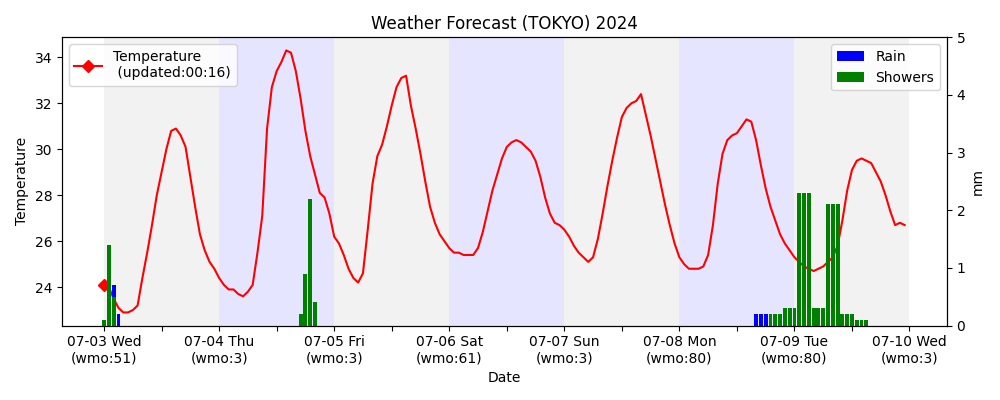 Weather Forecast (TOKYO) 2024
Temperature
(updated:00:16)
Rain
Showers
Temperature
34
32
30
28
26
24
5
4
3
2
1
0
mm
07-03 Wed
(wmo:51)
07-04 Thu
(wmo:3)
07-05 Fri
(wmo:3)
07-06 Sat
(wmo:61)
07-07 Sun
(wmo:3)
07-08 Mon
(wmo:80)
07-09 Tue
(wmo:80)
07-10 Wed
(wmo:3)
Date